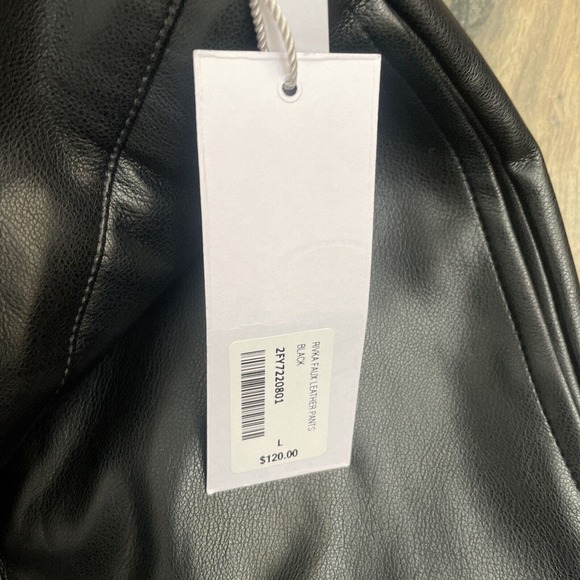 RIVKA FAUX LEATHER PANTS
BLACK
2FY7220801
L
$120.00